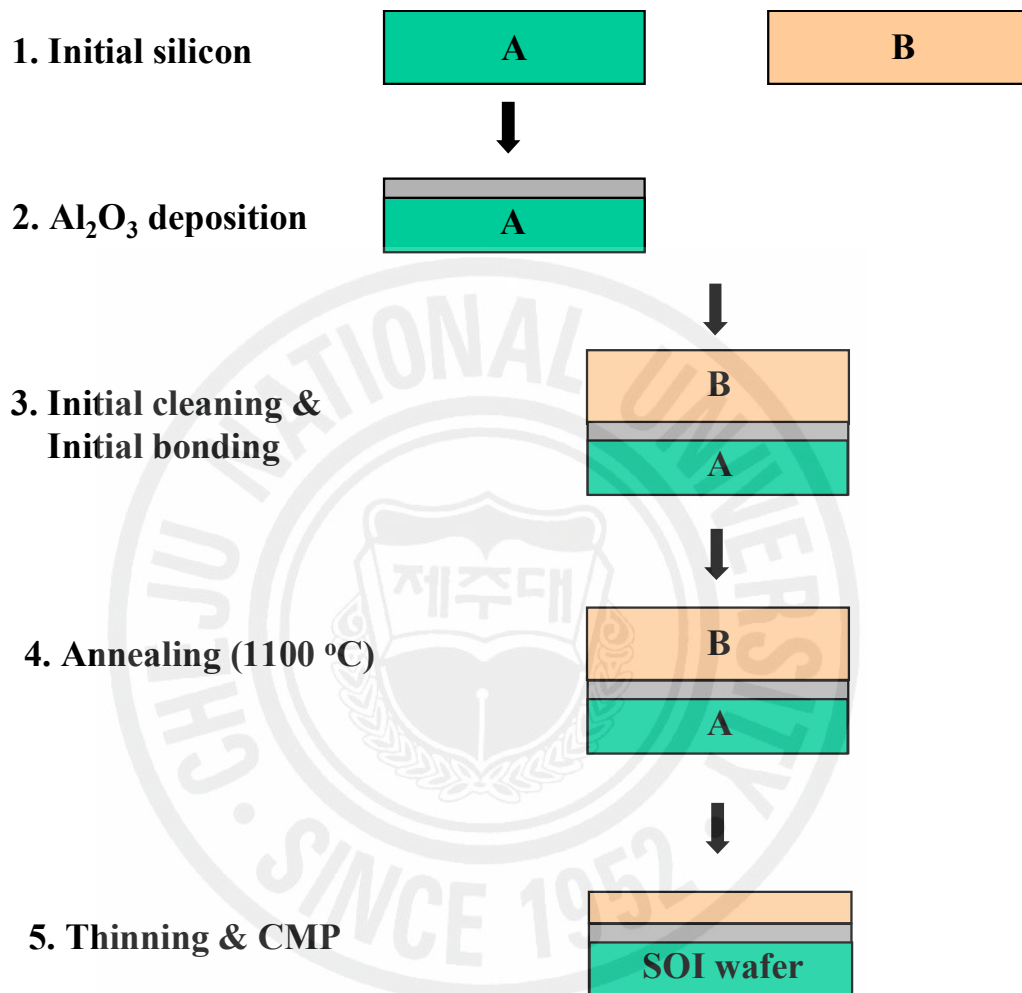 1. Initial silicon
A
B
2. Al₂O₃ deposition
A
3. Initial cleaning &
Initial bonding
B
A
4. Annealing (1100 ᵒC)
B
A
5. Thinning & CMP
SOI wafer
CHEJU NATIONAL UNIVERSITY
제주대
SINCE 1952